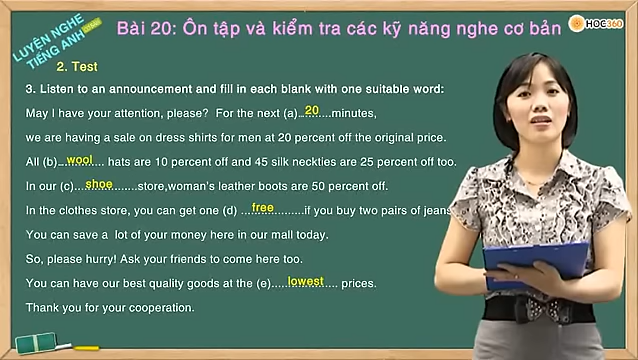 LUYỆN NGHE
TIẾNG ANH
Bài 20: Ôn tập và kiểm tra các kỹ năng nghe cơ bản
HOC360
2. Test
3. Listen to an announcement and fill in each blank with one suitable word:
May I have your attention, please? For the next (a)..20.....minutes,
we are having a sale on dress shirts for men at 20 percent off the original price.
All (b)..wool.......... hats are 10 percent off and 45 silk neckties are 25 percent off too.
In our (c)......shoe............store,woman's leather boots are 50 percent off.
In the clothes store, you can get one (d) ...free...............if you buy two pairs of jeans
You can save a lot of your money here in our mall today.
So, please hurry! Ask your friends to come here too.
You can have our best quality goods at the (e).....lowest.............. prices.
Thank you for your cooperation.